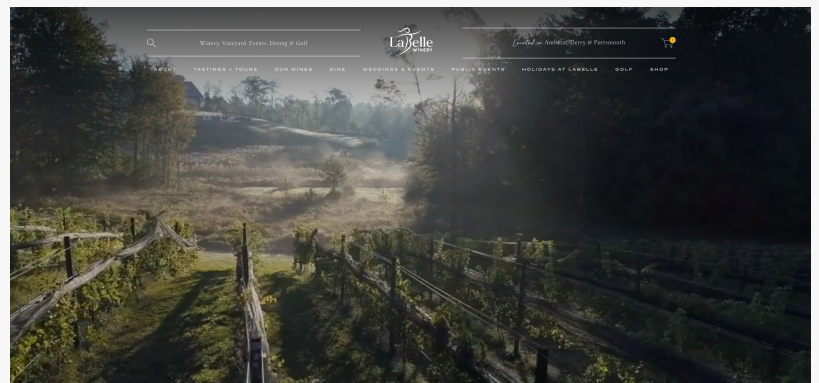 Winery, Vineyard, Events, Dining & Golf
LaBelle
WINERY
Located in Amherst, Derry & Portsmouth
ABOUT
TASTINGS + TOURS
OUR WINES
DINE
WEDDINGS & EVENTS
PUBLIC EVENTS
HOLIDAYS AT LABELLE
GOLF
SHOP